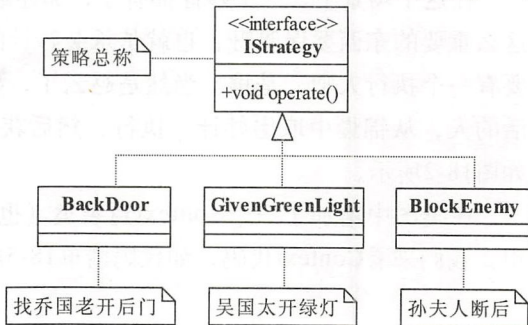 <<interface>>
IStrategy
策略总称
+void operate()
BackDoor
GivenGreenLight
BlockEnemy
找乔国老开后门
吴国太开绿灯
孙夫人断后